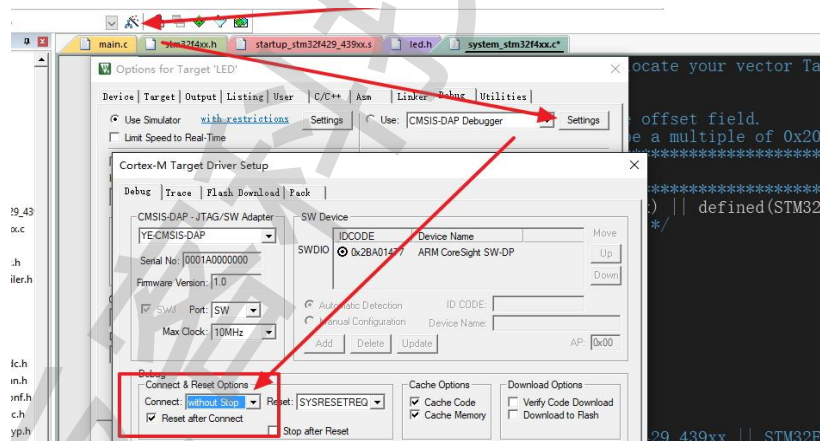 main.c stm32f4xx.h startup_stm32f429_439xx.s led.h system_stm32f4xx.c*
Options for Target 'LED'
ocate your vector Ta
Device Target Output Listing User C/C++ Asm Linker Debug Utilities
Use Simulator with restrictions Settings Use: CMSIS-DAP Debugger Settings
offset field.
Limit Speed to Real-Time
e a multiple of 0x20
Cortex-M Target Driver Setup
Debug Trace Flash Download Pack
) || defined(STM32
*/
CMSIS-DAP - JTAG/SW Adapter SW Device
YE-CMSIS-DAP IDCODE Device Name Move
SWDIO 0x2BA01477 ARM CoreSight SW-DP Up
Serial No: 0001A0000000
Down
Firmware Version: 1.0
SWJ Port: SW Automatic Detection ID CODE:
Manual Configuration Device Name:
Max Clock: 10MHz
Add Delete Update AP: 0x00
Debug
Connect & Reset Options Cache Options Download Options
Connect: without Stop Reset: SYSRESETREQ Cache Code Verify Code Download
Reset after Connect Cache Memory Download to Flash
Stop after Reset
29_439xx || STM32F